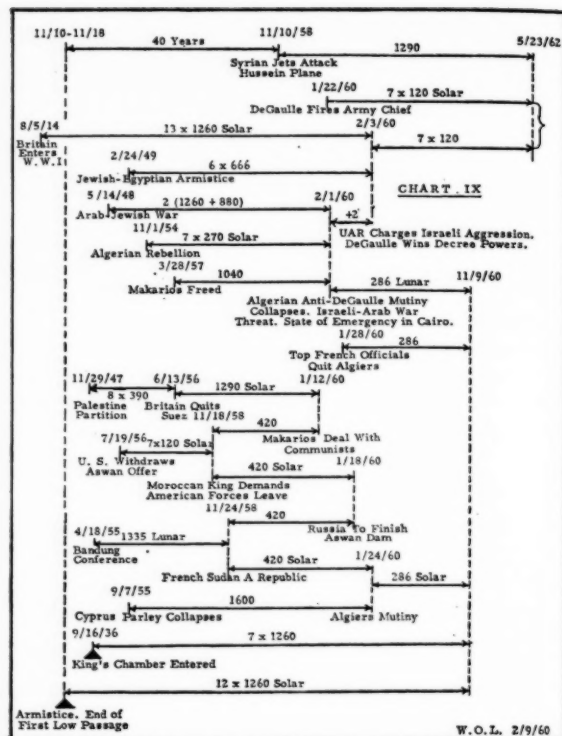 11/10-11/18
11/10/58
5/23/62
40 Years
1290
Syrian Jets Attack
Hussein Plane
1/22/60
7 x 120 Solar
DeGaulle Fires Army Chief
8/5/14
13 x 1260 Solar
2/3/60
Britain
Enters
W.W.I
7 x 120
2/24/49
6 x 666
Jewish-Egyptian Armistice
CHART. IX
5/14/48
2 (1260 + 880)
2/1/60
Arab-Jewish War
+2
11/1/54
UAR Charges Israeli Aggression.
DeGaulle Wins Decree Powers.
7 x 270 Solar
Algerian Rebellion
3/28/57
1040
286 Lunar
11/9/60
Makarios Freed
Algerian Anti-DeGaulle Mutiny
Collapses. Israeli-Arab War
Threat. State of Emergency in Cairo.
1/28/60
286
Top French Officials
Quit Algiers
11/29/47
6/13/56
1290 Solar
1/12/60
8 x 390
Palestine
Partition
Britain Quits
Suez
11/18/58
420
Makarios Deal With
Communists
7/19/56
7x120 Solar
U. S. Withdraws
Aswan Offer
420 Solar
1/18/60
Moroccan King Demands
American Forces Leave
11/24/58
420
Russia To Finish
Aswan Dam
4/18/55
1335 Lunar
Bandung
Conference
420 Solar
1/24/60
French Sudan A Republic
286 Solar
9/7/55
1600
Cyprus Parley Collapses
Algiers Mutiny
9/16/36
7 x 1260
King's Chamber Entered
12 x 1260 Solar
Armistice. End of
First Low Passage
W.O.L. 2/9/60